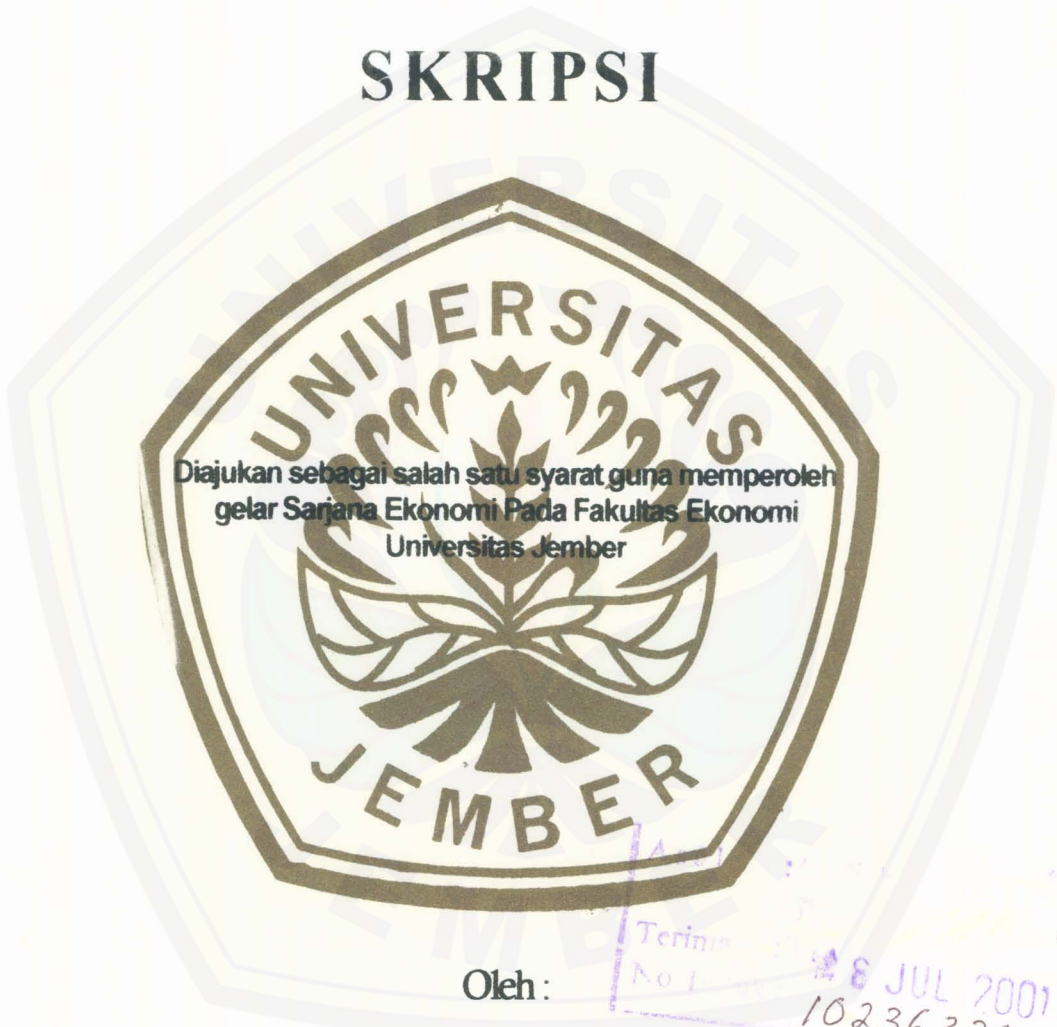 SKRIPSI
UNIVERSITAS
Diajukan sebagai salah satu syarat guna memperoleh
gelar Sarjana Ekonomi Pada Fakultas Ekonomi
Universitas Jember
JEMBER
Oleh :
JUL 2001